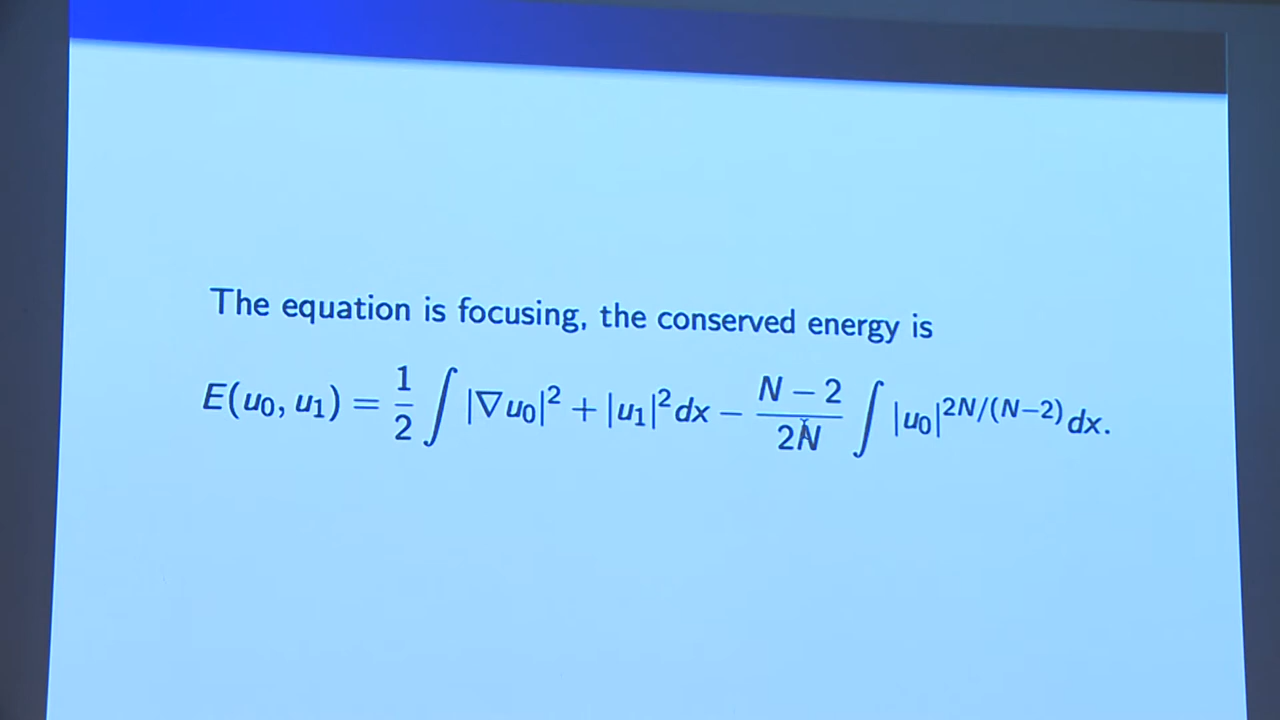 The equation is focusing, the conserved energy is
E(u₀, u₁) = 1/2 ∫ |∇u₀|² + |u₁|² dx − (N − 2)/2N ∫ |u₀|^{2N/(N−2)} dx.